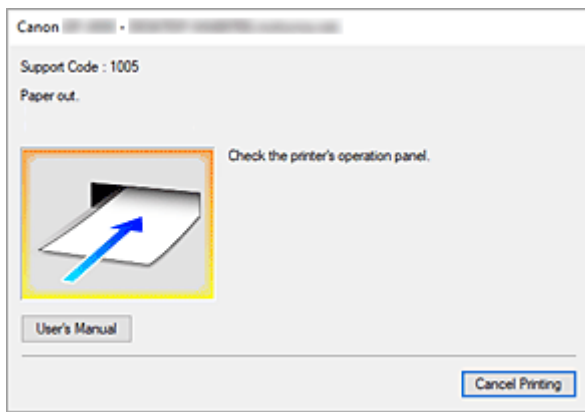 Canon -
Support Code : 1005
Paper out.
Check the printer's operation panel.
User's Manual
Cancel Printing